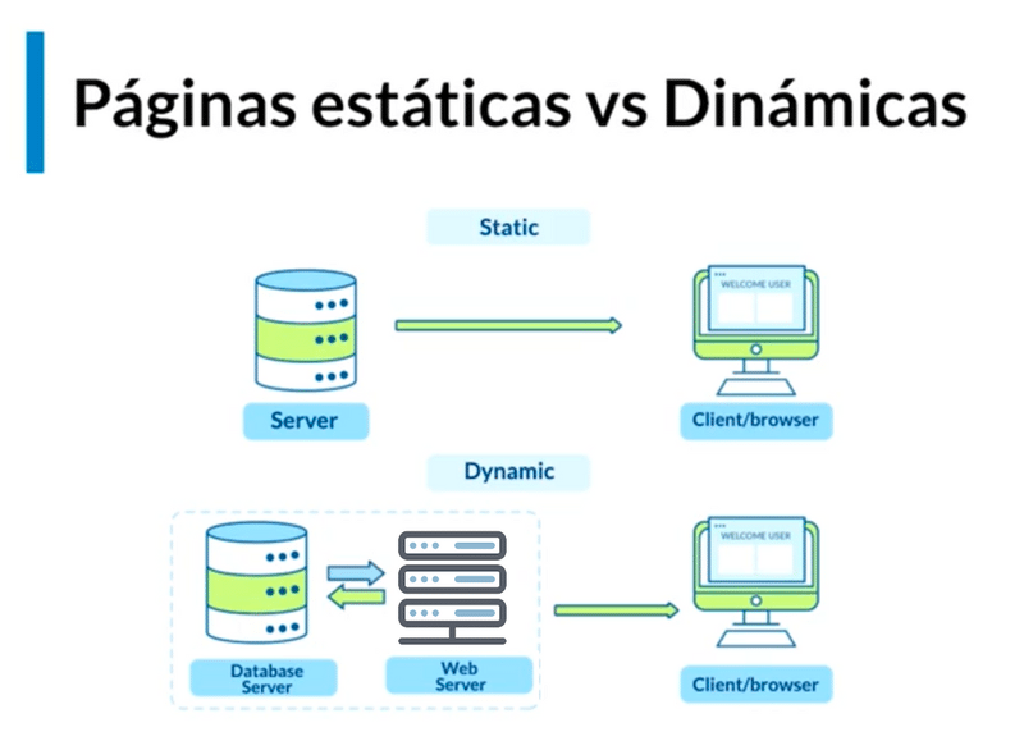 Páginas estáticas vs Dinámicas
Static
WELCOME USER
Server
Client/browser
Dynamic
WELCOME USER
Database
Server
Web
Server
Client/browser